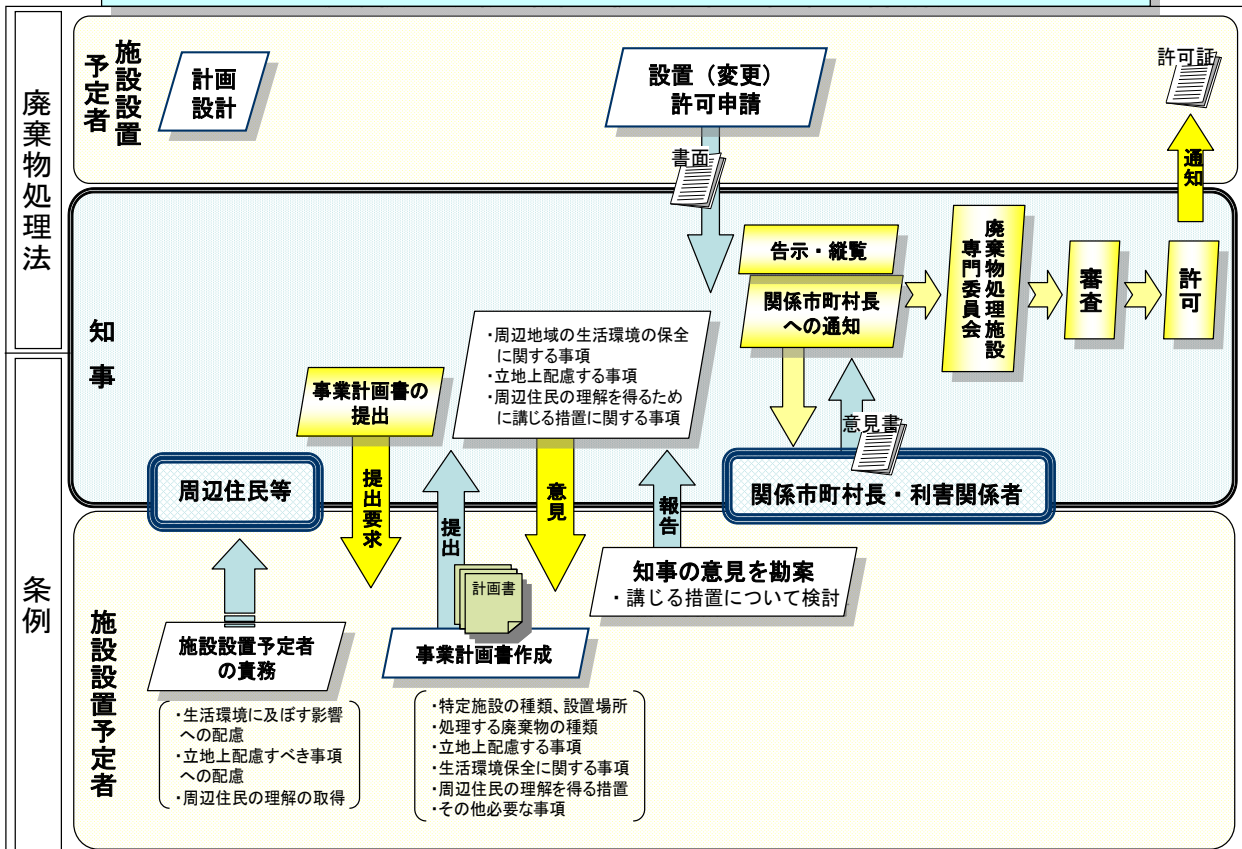 廃棄物処理法
施設設置
予定者
計画
設計
設置（変更）
許可申請
書面
許可証
通知
知事
告示・縦覧
関係市町村長
への通知
廃棄物処理施設
専門委員会
審査
許可
意見書
関係市町村長・利害関係者
・周辺地域の生活環境の保全
に関する事項
・立地上配慮する事項
・周辺住民の理解を得るため
に講じる措置に関する事項
事業計画書の
提出
周辺住民等
提出要求
提出
意見
報告
条例
施設設置予定者
施設設置予定者
の責務
・生活環境に及ぼす影響
への配慮
・立地上配慮すべき事項
への配慮
・周辺住民の理解の取得
計画書
事業計画書作成
・特定施設の種類、設置場所
・処理する廃棄物の種類
・立地上配慮する事項
・生活環境保全に関する事項
・周辺住民の理解を得る措置
・その他必要な事項
知事の意見を勘案
・講じる措置について検討